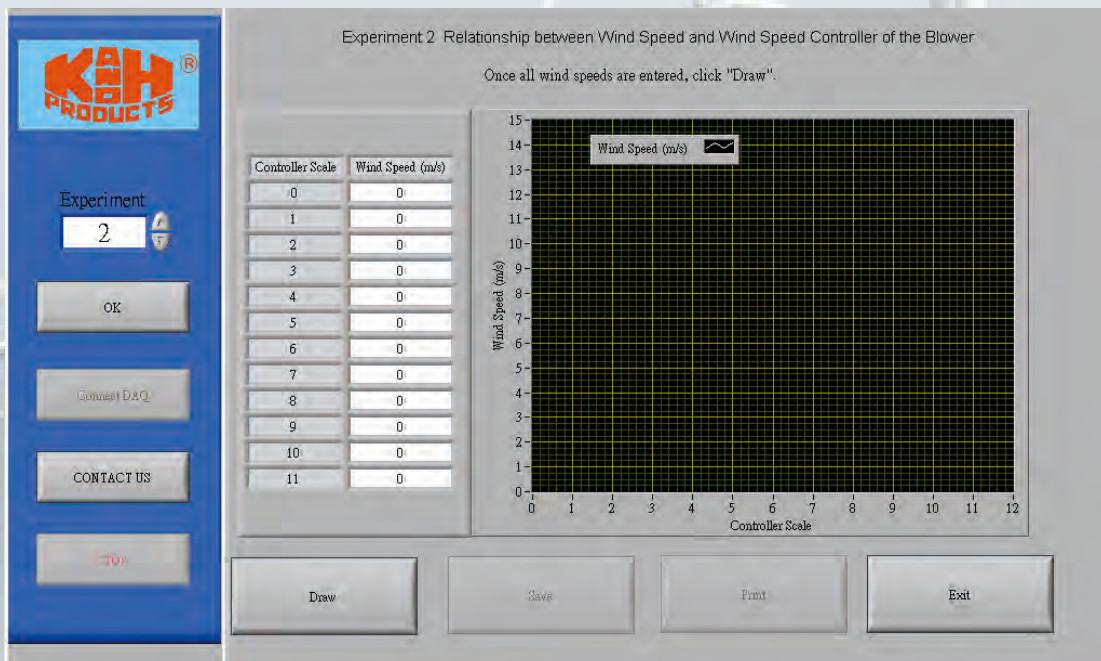 K AND H
PRODUCTS
®
Experiment
2
OK
Connect DAQ
CONTACT US
STOP
Experiment 2 Relationship between Wind Speed and Wind Speed Controller of the Blower
Once all wind speeds are entered, click "Draw".
Controller Scale Wind Speed (m/s)
0 0
1 0
2 0
3 0
4 0
5 0
6 0
7 0
8 0
9 0
10 0
11 0
Wind Speed (m/s)
Wind Speed (m/s)
15
14
13
12
11
10
9
8
7
6
5
4
3
2
1
0
0 1 2 3 4 5 6 7 8 9 10 11 12
Controller Scale
Draw
Save
Print
Exit